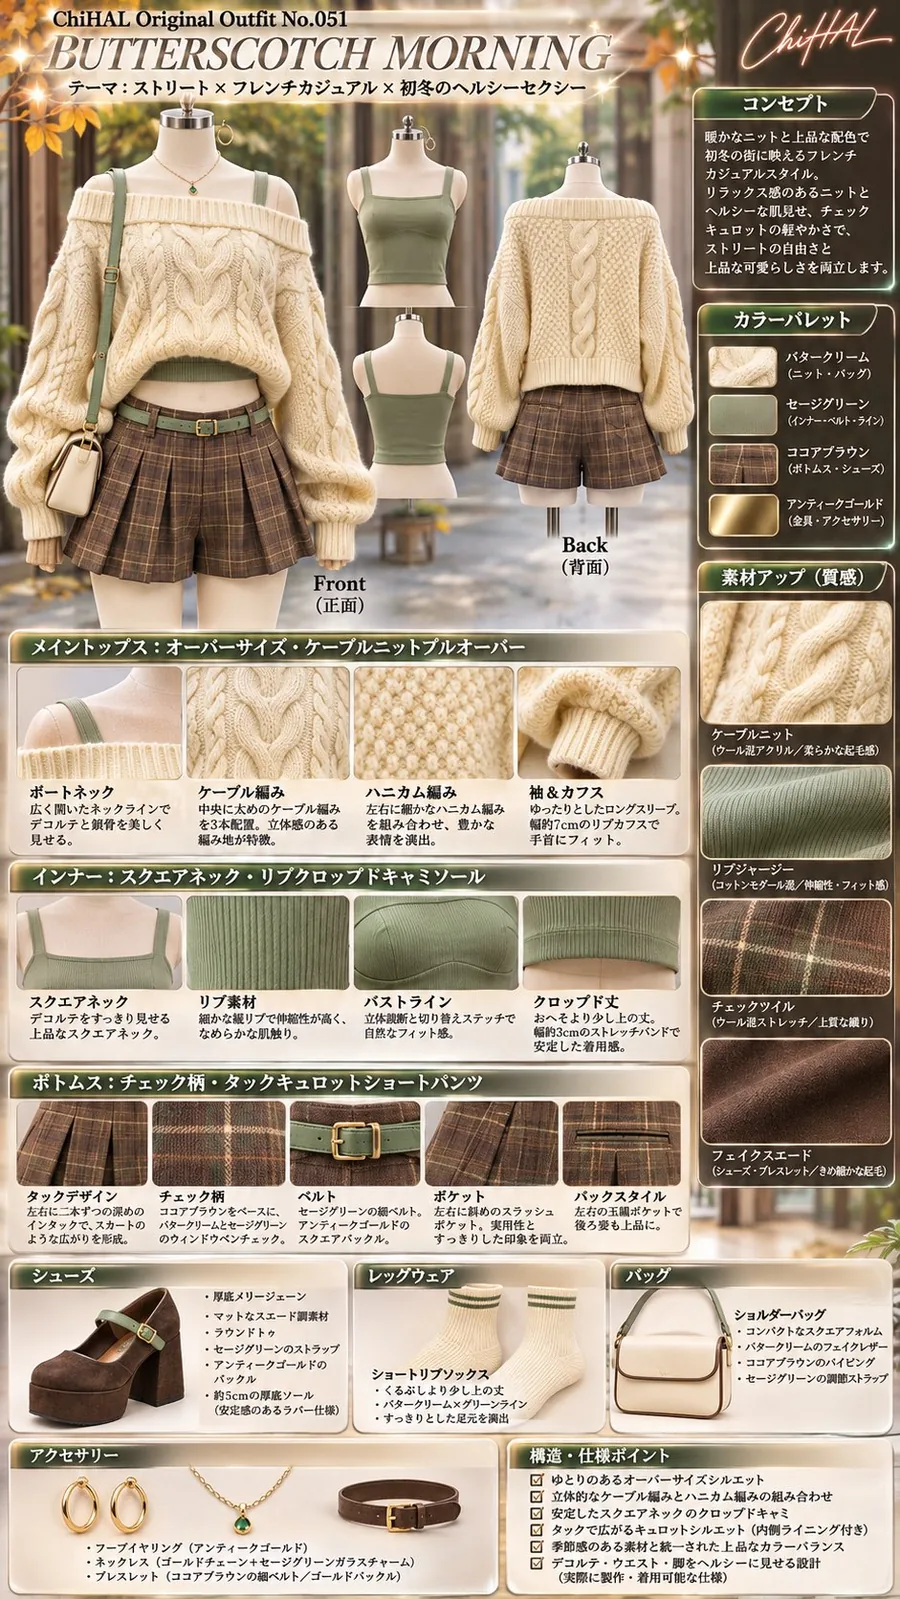 ChiHAL Original Outfit No.051
BUTTERSCOTCH MORNING
テーマ：ストリート × フレンチカジュアル × 初冬のヘルシーセクシー
ChiHAL
コンセプト
暖かなニットと上品な配色で
初冬の街に映えるフレンチ
カジュアルスタイル。
リラックス感のあるニットと
ヘルシーな肌見せ、チェック
キュロットの軽やかさで、
ストリートの自由さと
上品な可愛らしさを両立します。
カラーパレット
バタークリーム
（ニット・バッグ）
セージグリーン
（インナー・ベルト・ライン）
ココアブラウン
（ボトムス・シューズ）
アンティークゴールド
（金具・アクセサリー）
Front
（正面）
Back
（背面）
素材アップ（質感）
ケーブルニット
（ウール混アクリル／柔らかな起毛感）
リブジャージー
（コットンモダール混／伸縮性・フィット感）
チェックツイル
（ウール混ストレッチ／上質な織り）
フェイクスエード
（シューズ・ブレスレット／きめ細かな起毛）
メイントップス：オーバーサイズ・ケーブルニットプルオーバー
ボートネック
広く開いたネックラインで
デコルテと鎖骨を美しく
見せる。
ケーブル編み
中央に太めのケーブル編み
を3本配置。立体感のある
編み地が特徴。
ハニカム編み
左右に細かなハニカム編み
を組み合わせ、豊かな
表情を演出。
袖＆カフス
ゆったりとしたロングスリーブ。
幅約7cmのリブカフスで
手首にフィット。
インナー：スクエアネック・リブクロップドキャミソール
スクエアネック
デコルテをすっきり見せる
上品なスクエアネック。
リブ素材
細かな縦リブで伸縮性が高く、
なめらかな肌触り。
バストライン
立体裁断と切り替えステッチで
自然なフィット感。
クロップド丈
おへそより少し上の丈。
幅約3cmのストレッチバンドで
安定した着用感。
ボトムス：チェック柄・タックキュロットショートパンツ
タックデザイン
左右に二本ずつの深めの
インタックで、スカートの
ような広がりを形成。
チェック柄
ココアブラウンをベースに、
バタークリームとセージグリーン
のウィンドウペンチェック。
ベルト
セージグリーンの細ベルト。
アンティークゴールドの
スクエアバックル。
ポケット
左右に斜めのスラッシュ
ポケット。実用性と
すっきりした印象を両立。
バックスタイル
左右の玉縁ポケットで
後ろ姿も上品に。
シューズ
・厚底メリージェーン
・マットなスエード調素材
・ラウンドトゥ
・セージグリーンのストラップ
・アンティークゴールドの
バックル
・約5cmの厚底ソール
（安定感のあるラバー仕様）
レッグウェア
ショートリブソックス
・くるぶしより少し上の丈
・バタークリーム×グリーンライン
・すっきりとした足元を演出
バッグ
ショルダーバッグ
・コンパクトなスクエアフォルム
・バタークリームのフェイクレザー
・ココアブラウンのパイピング
・セージグリーンの調節ストラップ
アクセサリー
・フープイヤリング（アンティークゴールド）
・ネックレス（ゴールドチェーン＋セージグリーンガラスチャーム）
・ブレスレット（ココアブラウンの細ベルト／ゴールドバックル）
構造・仕様ポイント
☑ ゆとりのあるオーバーサイズシルエット
☑ 立体的なケーブル編みとハニカム編みの組み合わせ
☑ 安定したスクエアネックのクロップドキャミ
☑ タックで広がるキュロットシルエット（内側ライニング付き）
☑ 季節感のある素材と統一された上品なカラーバランス
☑ デコルテ・ウエスト・脚をヘルシーに見せる設計
（実際に製作・着用可能な仕様）